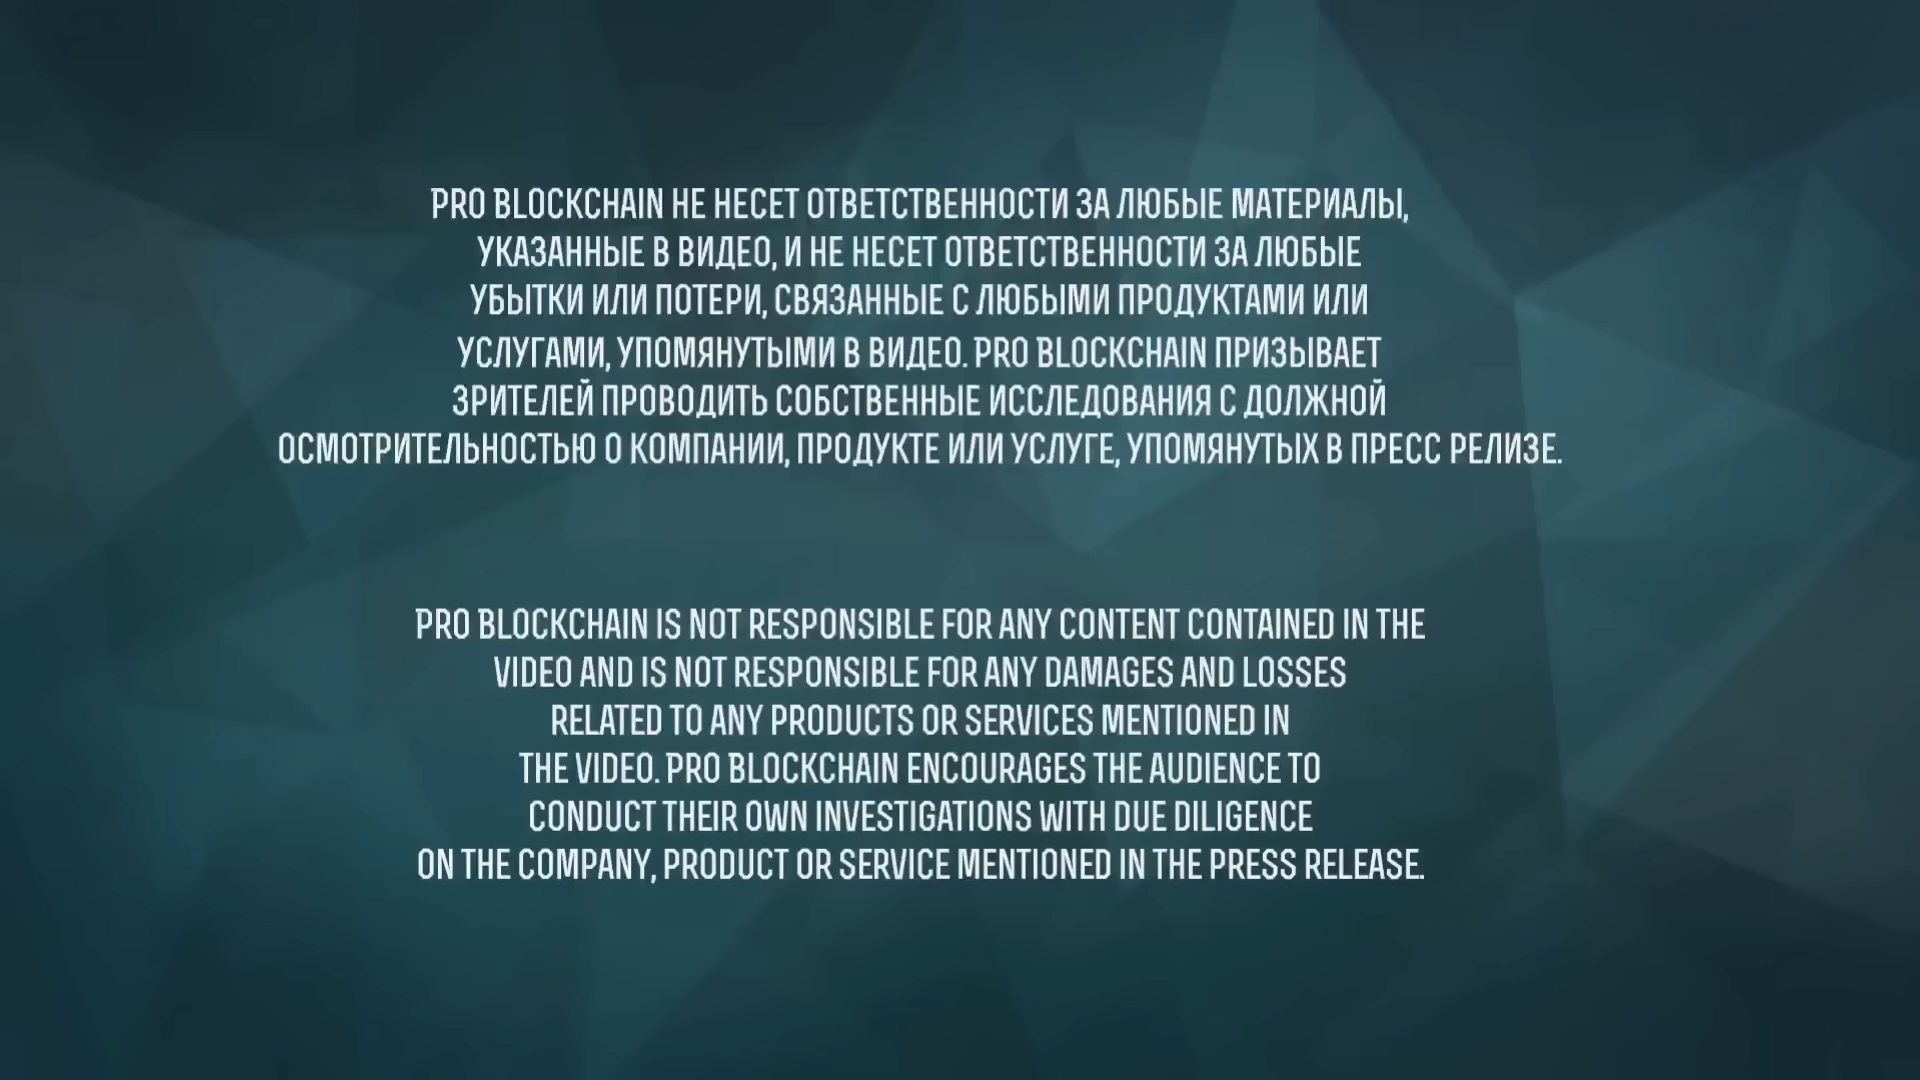 PRO BLOCKCHAIN НЕ НЕСЕТ ОТВЕТСТВЕННОСТИ ЗА ЛЮБЫЕ МАТЕРИАЛЫ,
УКАЗАННЫЕ В ВИДЕО, И НЕ НЕСЕТ ОТВЕТСТВЕННОСТИ ЗА ЛЮБЫЕ
УБЫТКИ ИЛИ ПОТЕРИ, СВЯЗАННЫЕ С ЛЮБЫМИ ПРОДУКТАМИ ИЛИ
УСЛУГАМИ, УПОМЯНУТЫМИ В ВИДЕО. PRO BLOCKCHAIN ПРИЗЫВАЕТ
ЗРИТЕЛЕЙ ПРОВОДИТЬ СОБСТВЕННЫЕ ИССЛЕДОВАНИЯ С ДОЛЖНОЙ
ОСМОТРИТЕЛЬНОСТЬЮ О КОМПАНИИ, ПРОДУКТЕ ИЛИ УСЛУГЕ, УПОМЯНУТЫХ В ПРЕСС РЕЛИЗЕ.
PRO BLOCKCHAIN IS NOT RESPONSIBLE FOR ANY CONTENT CONTAINED IN THE
VIDEO AND IS NOT RESPONSIBLE FOR ANY DAMAGES AND LOSSES
RELATED TO ANY PRODUCTS OR SERVICES MENTIONED IN
THE VIDEO. PRO BLOCKCHAIN ENCOURAGES THE AUDIENCE TO
CONDUCT THEIR OWN INVESTIGATIONS WITH DUE DILIGENCE
ON THE COMPANY, PRODUCT OR SERVICE MENTIONED IN THE PRESS RELEASE.